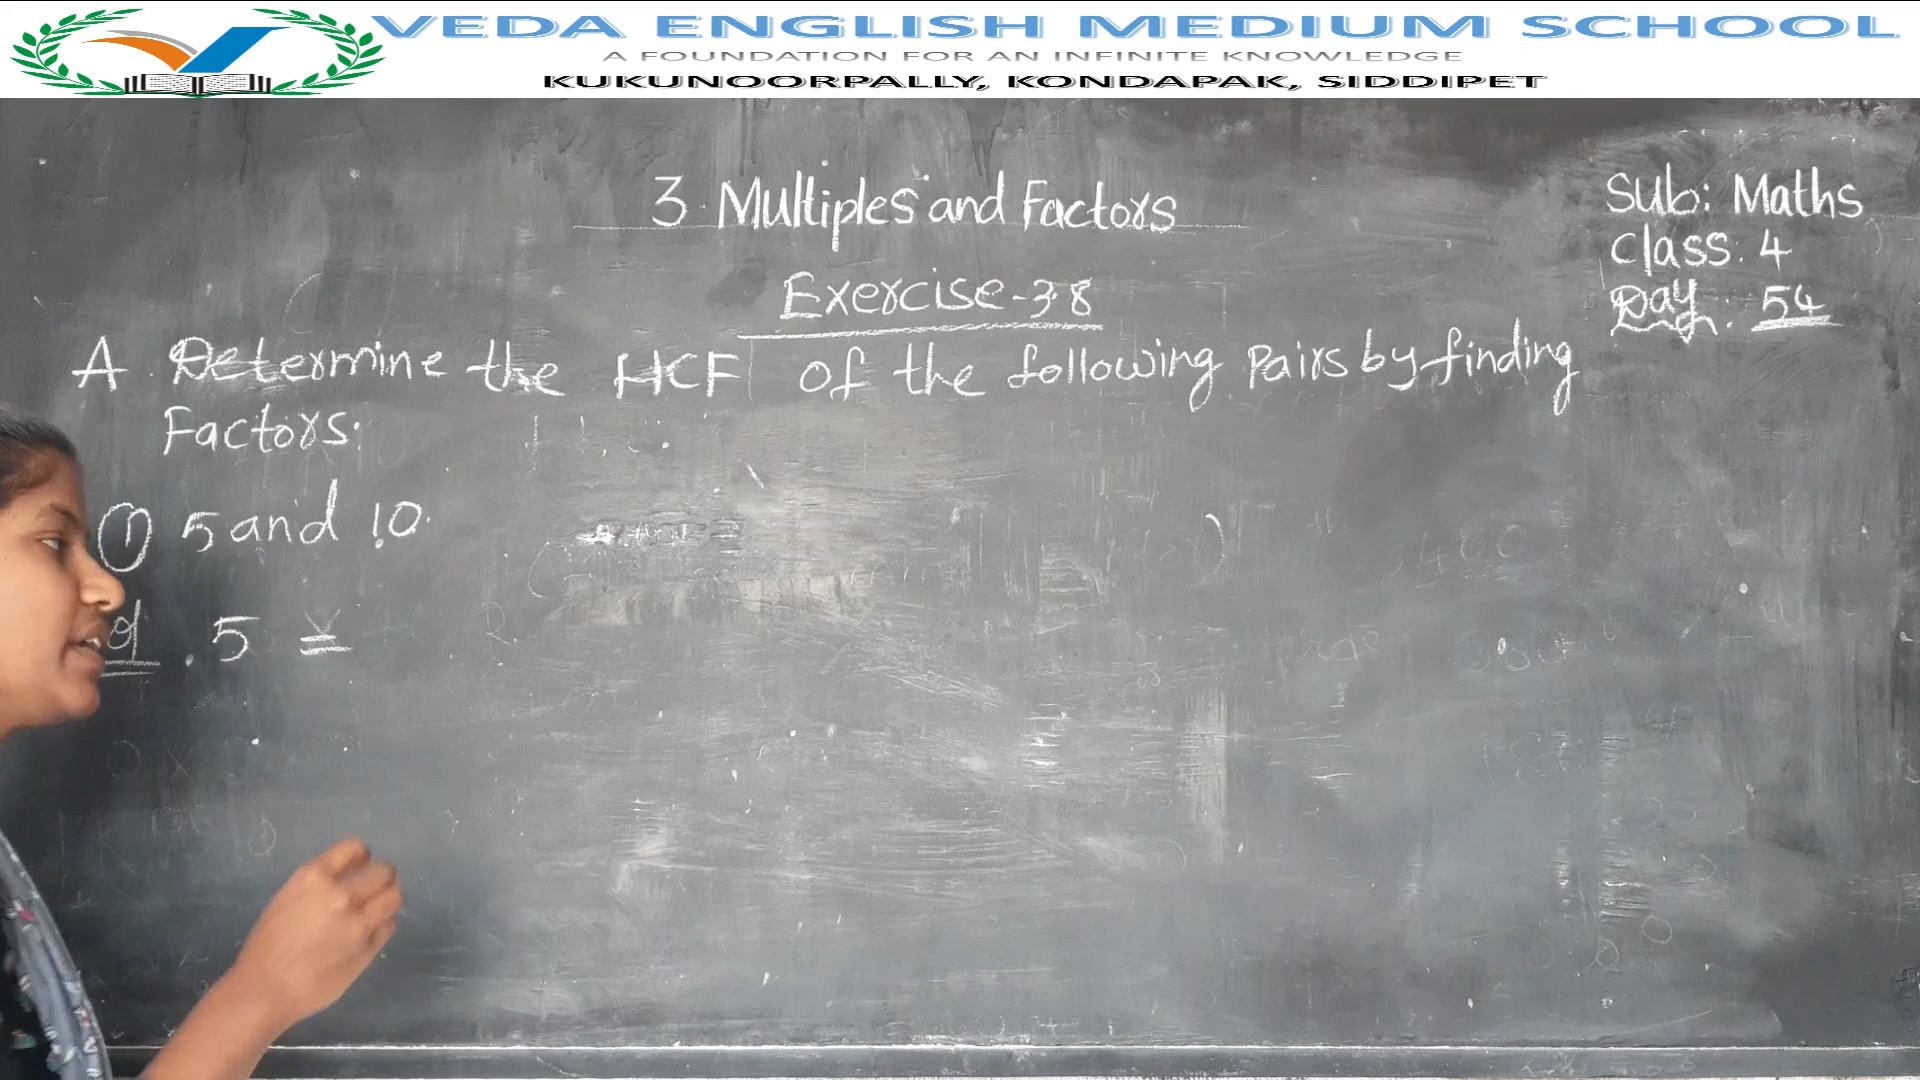 VEDA ENGLISH MEDIUM SCHOOL
A FOUNDATION FOR AN INFINITE KNOWLEDGE
KUKUNOORPALLY, KONDAPAK, SIDDIPET
3. Multiples and Factors
Sub: Maths
Class. 4
Day: 54
Exercise-3.8
A. Determine the HCF of the following Pairs by finding
Factors:
① 5 and 10.
5